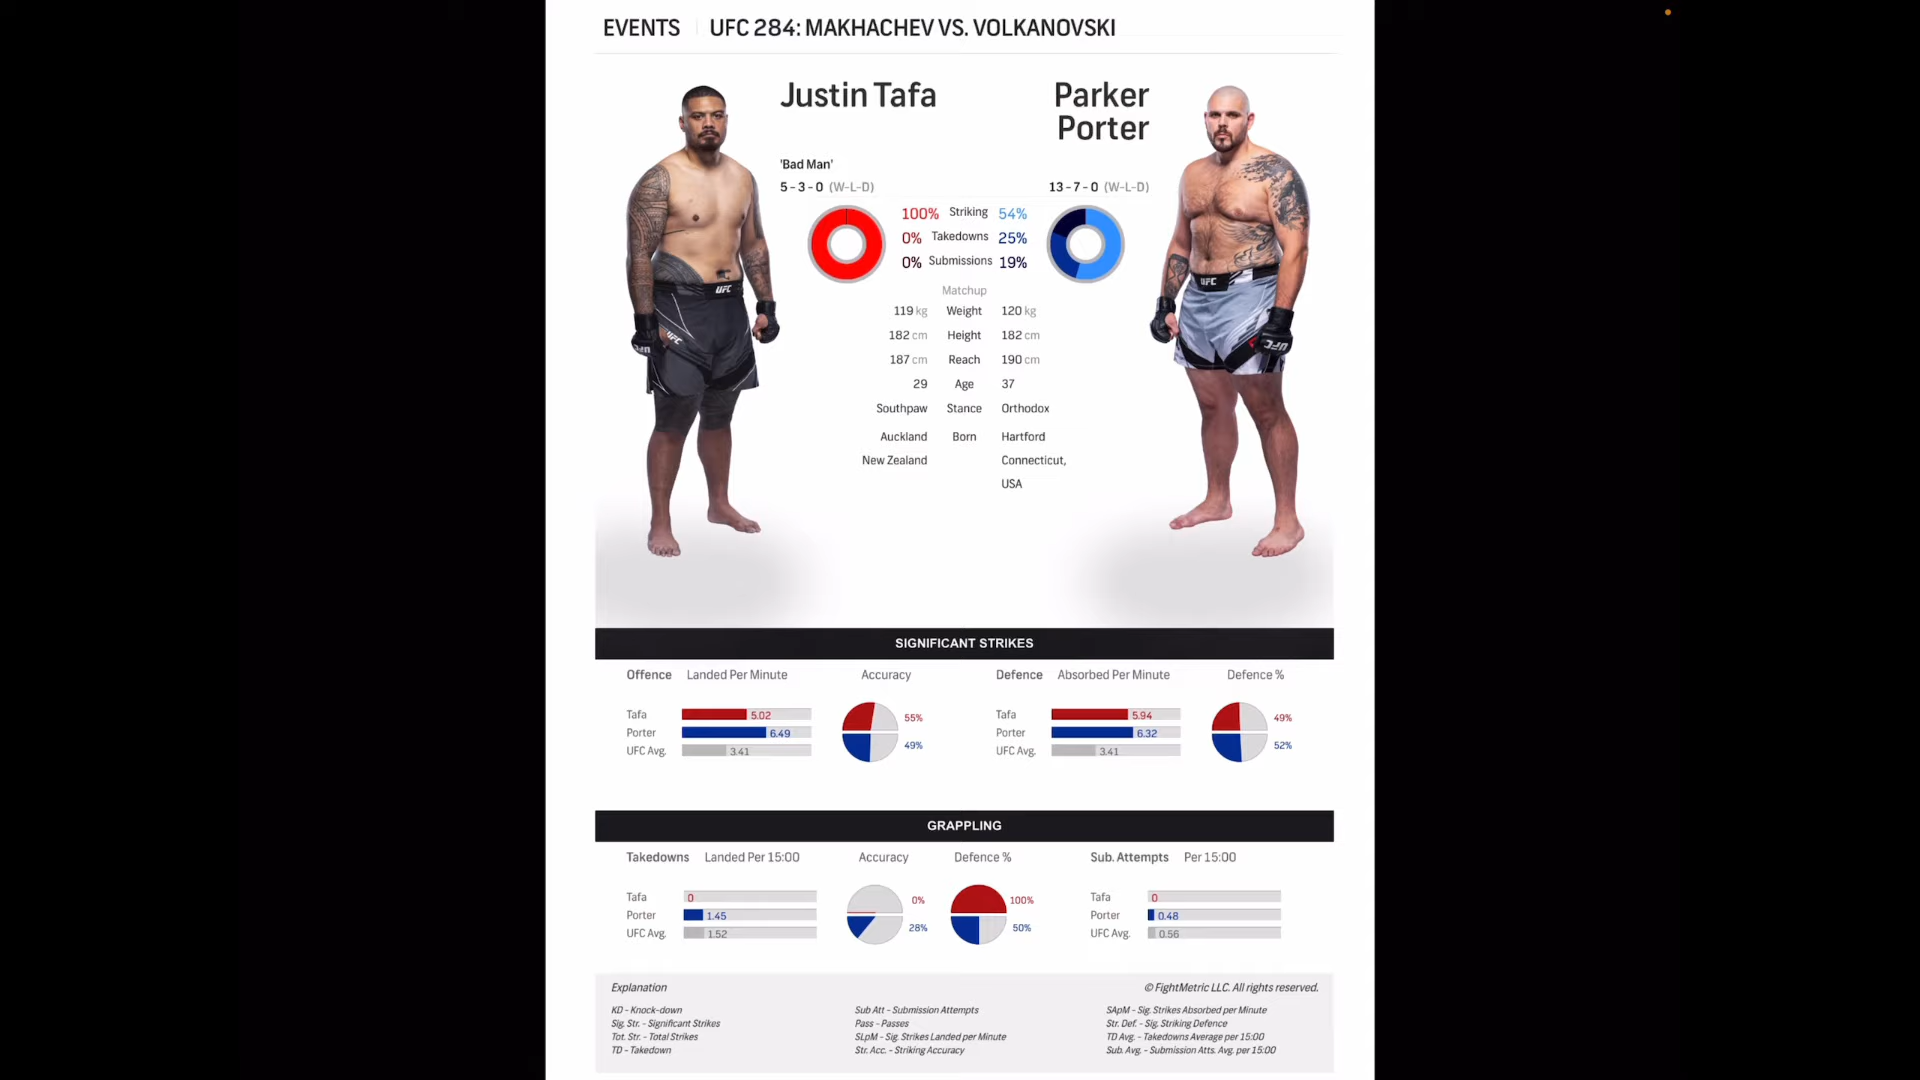 EVENTS UFC 284: MAKHACHEV VS. VOLKANOVSKI
Justin Tafa
Parker
Porter
'Bad Man'
5 - 3 - 0 (W-L-D)
13 - 7 - 0 (W-L-D)
100% Striking 54%
0% Takedowns 25%
0% Submissions 19%
Matchup
119 kg Weight 120 kg
182 cm Height 182 cm
187 cm Reach 190 cm
29 Age 37
Southpaw Stance Orthodox
Auckland Born Hartford
New Zealand Connecticut,
USA
UFC
UFC
UFC
UFC
UFC
SIGNIFICANT STRIKES
Offence Landed Per Minute Accuracy Defence Absorbed Per Minute Defence %
Tafa 5.02 55% Tafa 5.94 49%
Porter 6.49 49% Porter 6.32 52%
UFC Avg. 3.41 UFC Avg. 3.41
GRAPPLING
Takedowns Landed Per 15:00 Accuracy Defence % Sub. Attempts Per 15:00
Tafa 0 0% 100% Tafa 0
Porter 1.45 28% 50% Porter 0.48
UFC Avg. 1.52 UFC Avg. 0.56
Explanation © FightMetric LLC. All rights reserved.
KD - Knock-down Sub Att - Submission Attempts SApM - Sig. Strikes Absorbed per Minute
Sig. Str. - Significant Strikes Pass - Passes Str. Def. - Sig. Striking Defence
Tot. Str. - Total Strikes SLpM - Sig. Strikes Landed per Minute TD Avg. - Takedowns Average per 15:00
TD - Takedown Str. Acc. - Striking Accuracy Sub. Avg. - Submission Atts. Avg. per 15:00